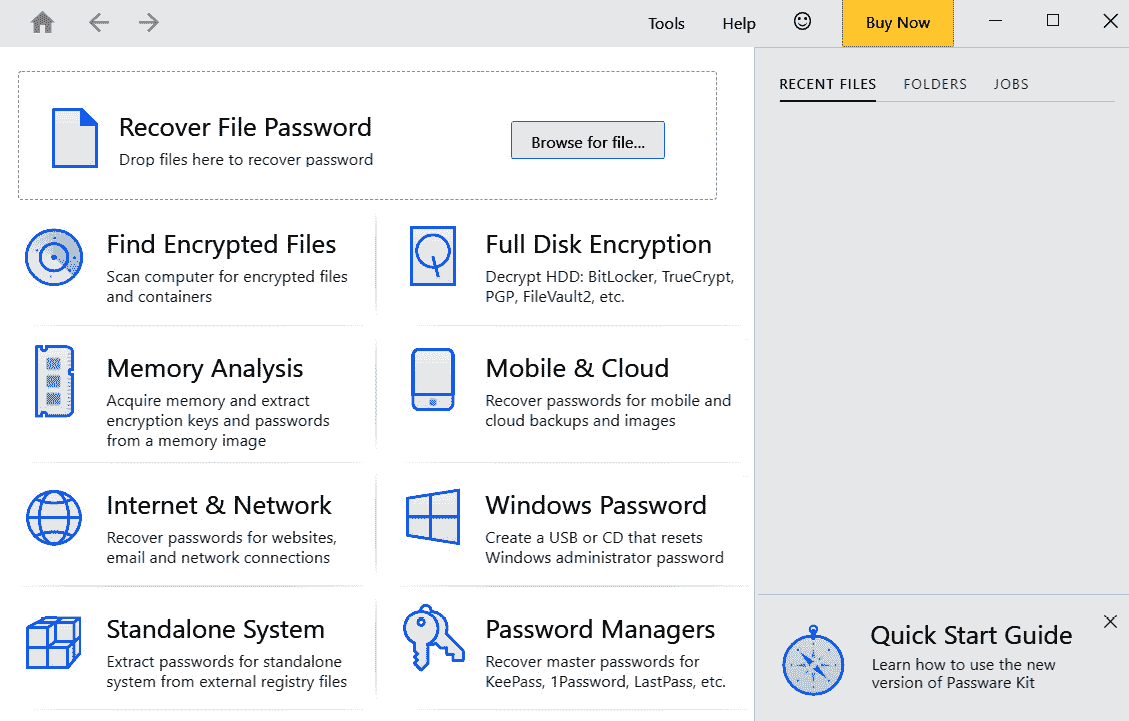 Tools Help Buy Now
RECENT FILES FOLDERS JOBS
Recover File Password
Drop files here to recover password
Browse for file...
Find Encrypted Files
Scan computer for encrypted files
and containers
Full Disk Encryption
Decrypt HDD: BitLocker, TrueCrypt,
PGP, FileVault2, etc.
Memory Analysis
Acquire memory and extract
encryption keys and passwords
from a memory image
Mobile & Cloud
Recover passwords for mobile and
cloud backups and images
Internet & Network
Recover passwords for websites,
email and network connections
Windows Password
Create a USB or CD that resets
Windows administrator password
Standalone System
Extract passwords for standalone
system from external registry files
Password Managers
Recover master passwords for
KeePass, 1Password, LastPass, etc.
Quick Start Guide
Learn how to use the new
version of Passware Kit